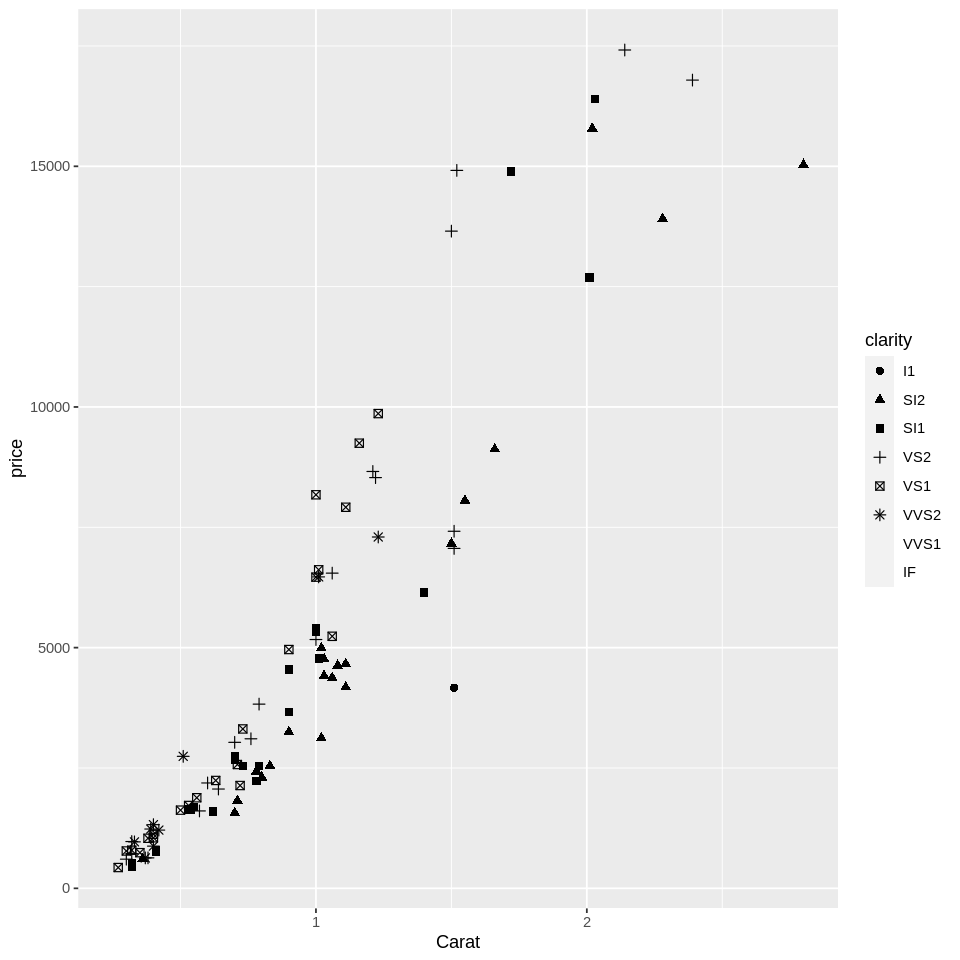 15000
10000
5000
0
price
1
2
Carat
clarity
I1
SI2
SI1
VS2
VS1
VVS2
VVS1
IF